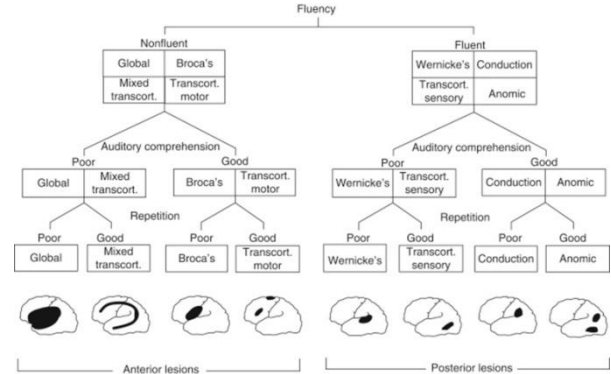 Fluency
Nonfluent
Fluent
Global Broca's
Mixed transcort. Transcort. motor
Wernicke's Conduction
Transcort. sensory Anomic
Auditory comprehension
Auditory comprehension
Poor Good
Poor Good
Global Mixed transcort.
Broca's Transcort. motor
Wernicke's Transcort. sensory
Conduction Anomic
Repetition
Repetition
Poor Good Poor Good
Poor Good Poor Good
Global Mixed transcort. Broca's Transcort. motor
Wernicke's Transcort. sensory Conduction Anomic
Anterior lesions
Posterior lesions